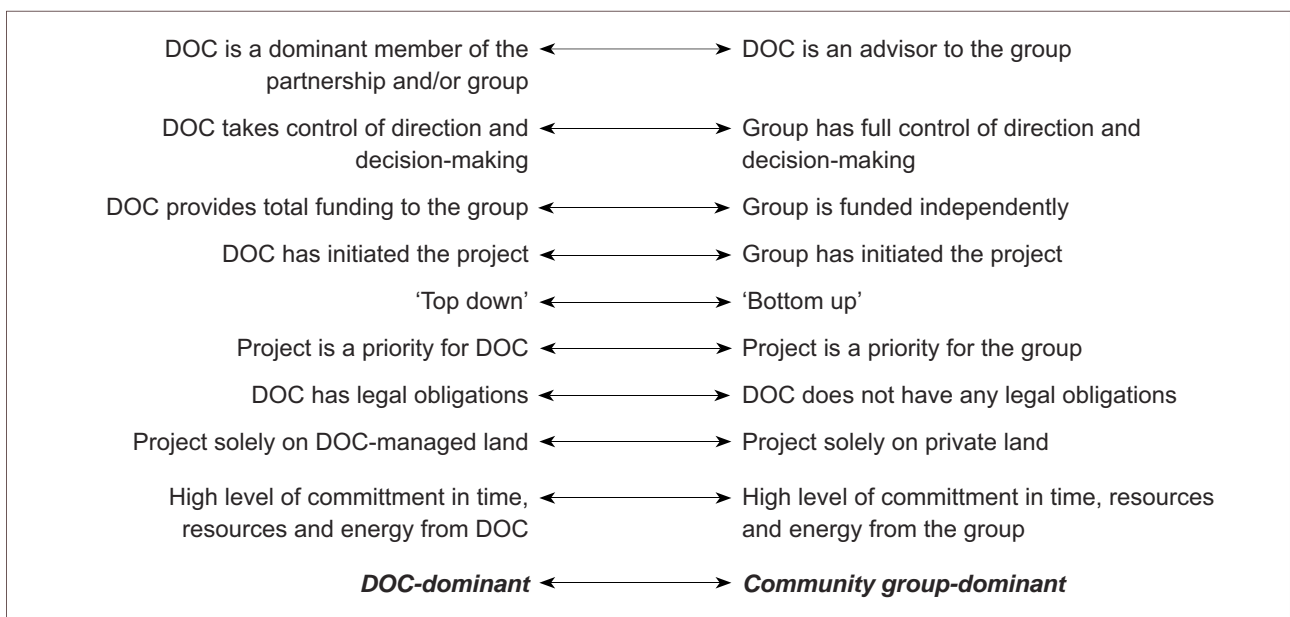 DOC is a dominant member of the
partnership and/or group
DOC is an advisor to the group
DOC takes control of direction and
decision-making
Group has full control of direction and
decision-making
DOC provides total funding to the group
Group is funded independently
DOC has initiated the project
Group has initiated the project
‘Top down’
‘Bottom up’
Project is a priority for DOC
Project is a priority for the group
DOC has legal obligations
DOC does not have any legal obligations
Project solely on DOC-managed land
Project solely on private land
High level of committment in time,
resources and energy from DOC
High level of committment in time, resources
and energy from the group
DOC-dominant
Community group-dominant